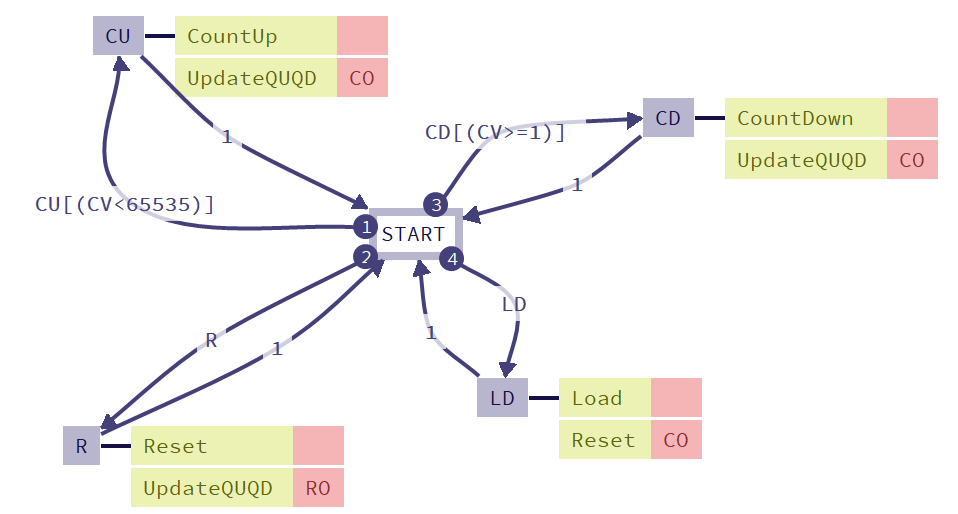 CU CountUp
UpdateQUQD CO
1
CD[(CV>=1)]
CD CountDown
UpdateQUQD CO
1
CU[(CV<65535)]
3
1 START
2 4
R
1
LD
1
LD Load
Reset CO
R Reset
UpdateQUQD RO